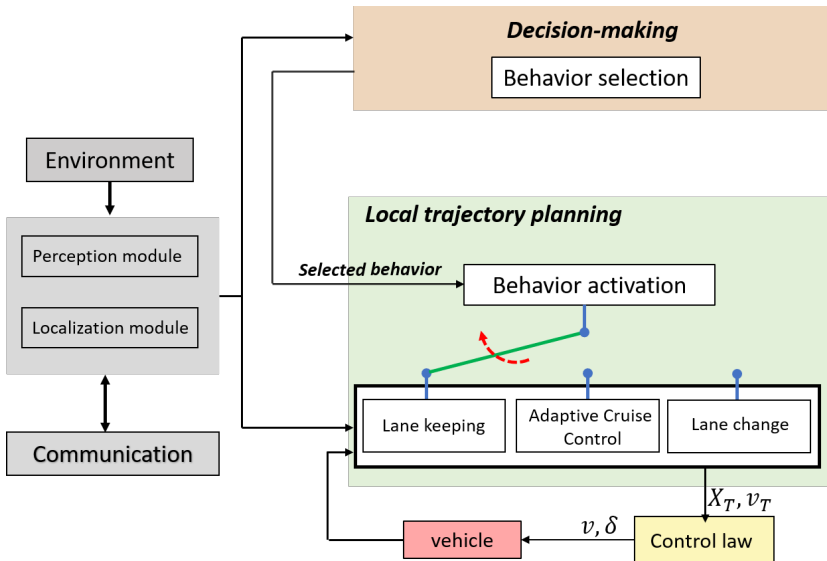 Decision-making
Behavior selection
Environment
Perception module
Localization module
Communication
Local trajectory planning
Selected behavior
Behavior activation
Lane keeping
Adaptive Cruise
Control
Lane change
X_T, v_T
v, δ
vehicle
Control law